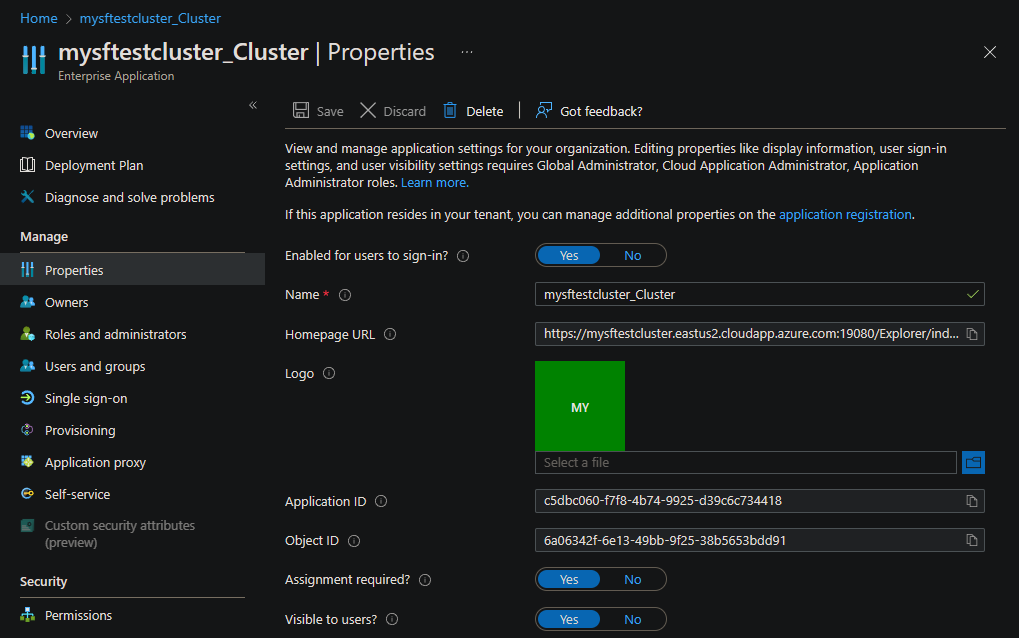 Home > mysftestcluster_Cluster
mysftestcluster_Cluster | Properties ...
Enterprise Application
«
Overview
Deployment Plan
Diagnose and solve problems
Manage
Properties
Owners
Roles and administrators
Users and groups
Single sign-on
Provisioning
Application proxy
Self-service
Custom security attributes
(preview)
Security
Permissions
Save Discard Delete | Got feedback?
View and manage application settings for your organization. Editing properties like display information, user sign-in
settings, and user visibility settings requires Global Administrator, Cloud Application Administrator, Application
Administrator roles. Learn more.
If this application resides in your tenant, you can manage additional properties on the application registration.
Enabled for users to sign-in? Yes No
Name * mysftestcluster_Cluster
Homepage URL https://mysftestcluster.eastus2.cloudapp.azure.com:19080/Explorer/ind...
Logo
MY
Select a file
Application ID c5dbc060-f7f8-4b74-9925-d39c6c734418
Object ID 6a06342f-6e13-49bb-9f25-38b5653bdd91
Assignment required? Yes No
Visible to users? Yes No